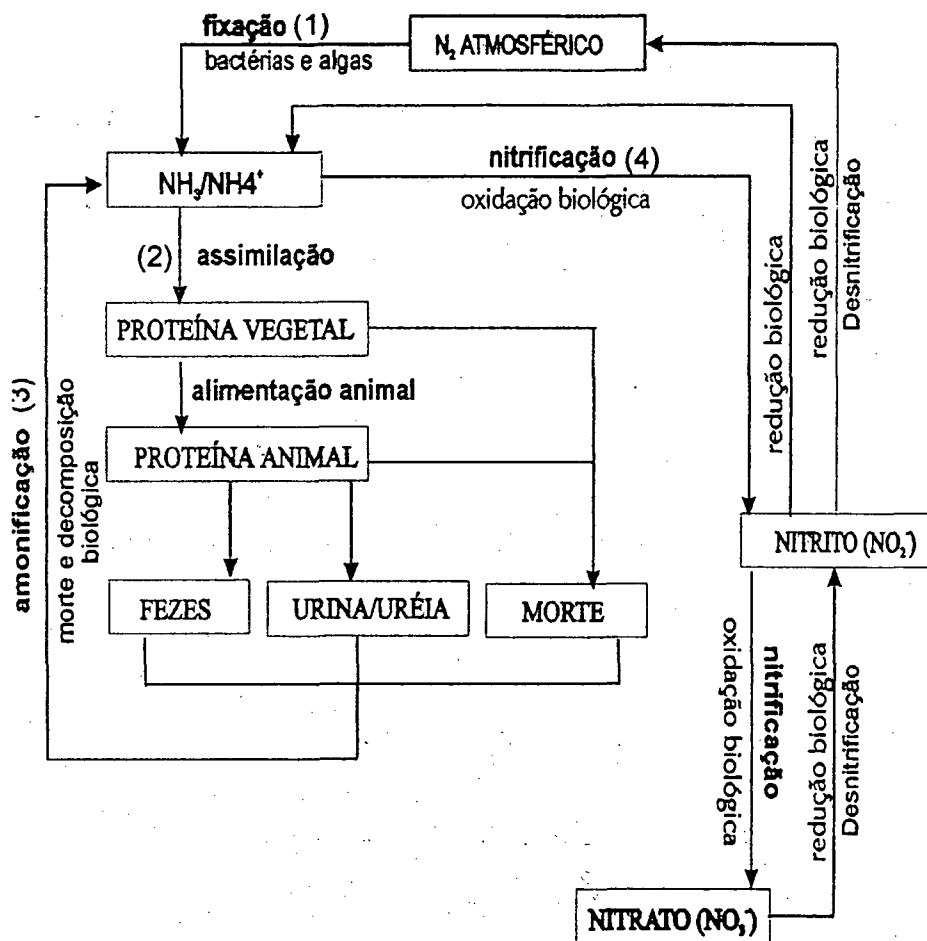 fixação (1)
bactérias e algas
N₂ ATMOSFÉRICO
NH₃/NH4⁺
nitrificação (4)
oxidação biológica
redução biológica
redução biológica
Desnitrificação
(2) assimilação
PROTEÍNA VEGETAL
alimentação animal
PROTEÍNA ANIMAL
amonificação (3)
morte e decomposição
biológica
FEZES
URINA/URÉIA
MORTE
NITRITO (NO₂⁻)
nitrificação
oxidação biológica
redução biológica
Desnitrificação
NITRATO (NO₃⁻)